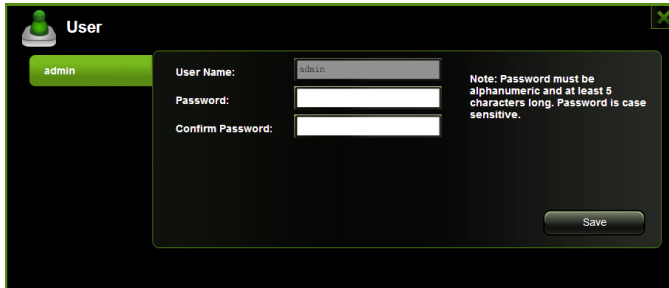 User
admin
User Name:
admin
Password:
Confirm Password:
Note: Password must be
alphanumeric and at least 5
characters long. Password is case
sensitive.
Save